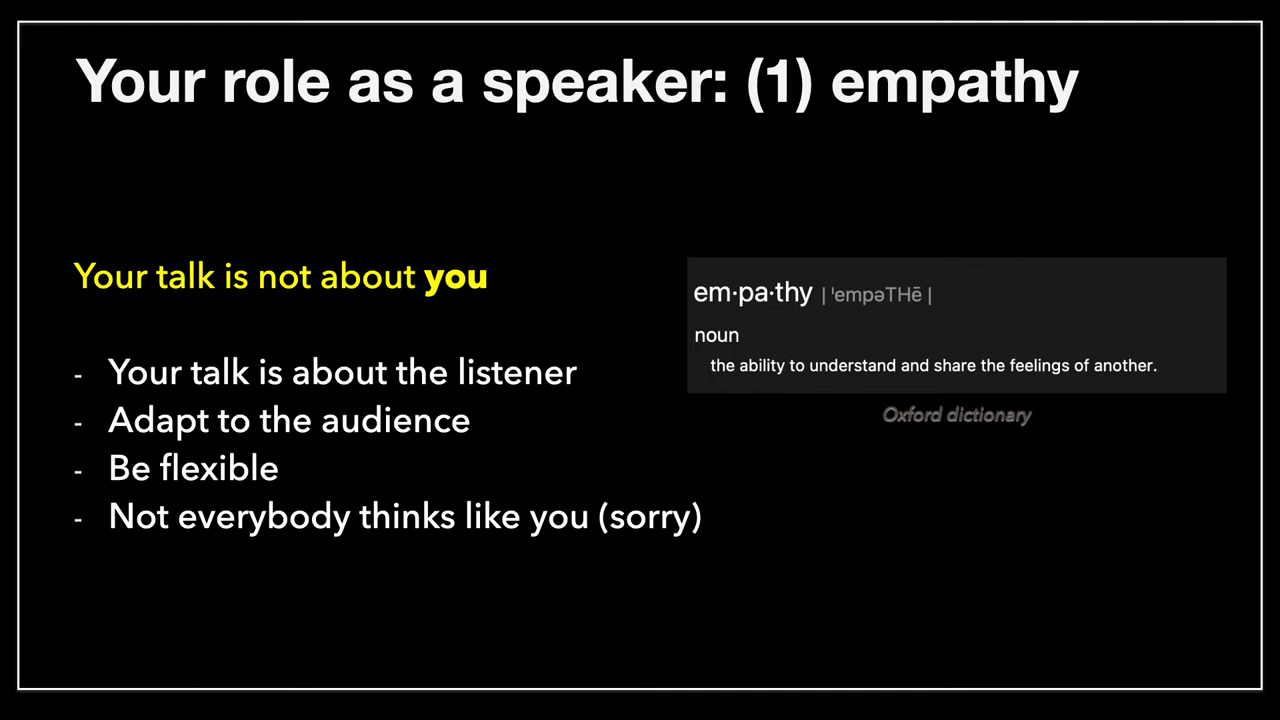 Your role as a speaker: (1) empathy
Your talk is not about you
- Your talk is about the listener
- Adapt to the audience
- Be flexible
- Not everybody thinks like you (sorry)
em·pa·thy | ˈempəTHē |
noun
the ability to understand and share the feelings of another.
Oxford dictionary